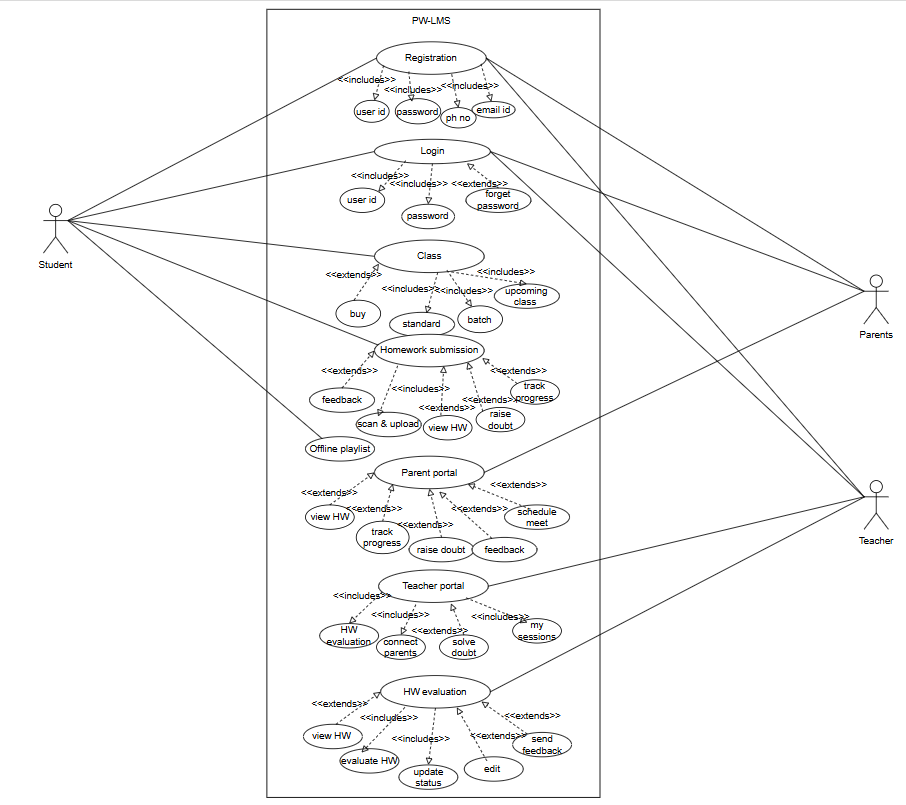 PW-LMS
Registration
<<includes>>
<<includes>>
<<includes>>
user id
password
ph no
email id
Login
<<includes>>
<<includes>>
<<extends>>
user id
password
forget
password
Student
Class
<<extends>>
<<includes>>
<<includes>>
<<includes>>
buy
standard
batch
upcoming
class
Parents
Homework submission
<<extends>>
<<includes>>
<<extends>>
<<extends>>
<<extends>>
feedback
scan & upload
view HW
raise
doubt
track
progress
Offline playlist
Parent portal
<<extends>>
<<extends>>
<<extends>>
<<extends>>
<<extends>>
view HW
track
progress
raise doubt
feedback
schedule
meet
Teacher
Teacher portal
<<includes>>
<<includes>>
<<extends>>
<<includes>>
HW
evaluation
connect
parents
solve
doubt
my
sessions
HW evaluation
<<extends>>
<<includes>>
<<includes>>
<<extends>>
<<extends>>
view HW
evaluate HW
update
status
edit
send
feedback